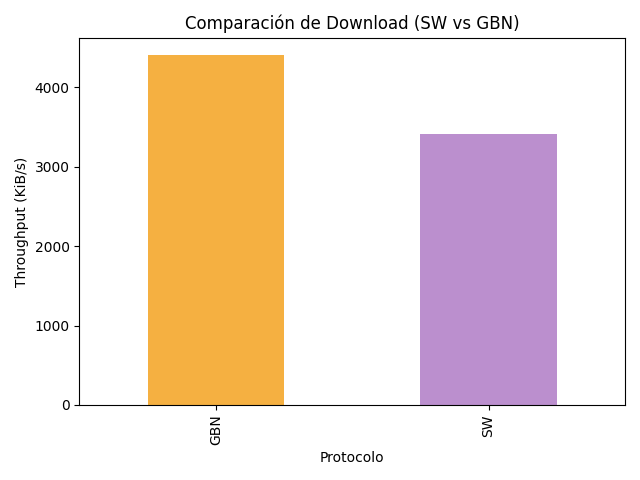 Comparación de Download (SW vs GBN)
Throughput (KiB/s)
4000
3000
2000
1000
0
GBN
SW
Protocolo